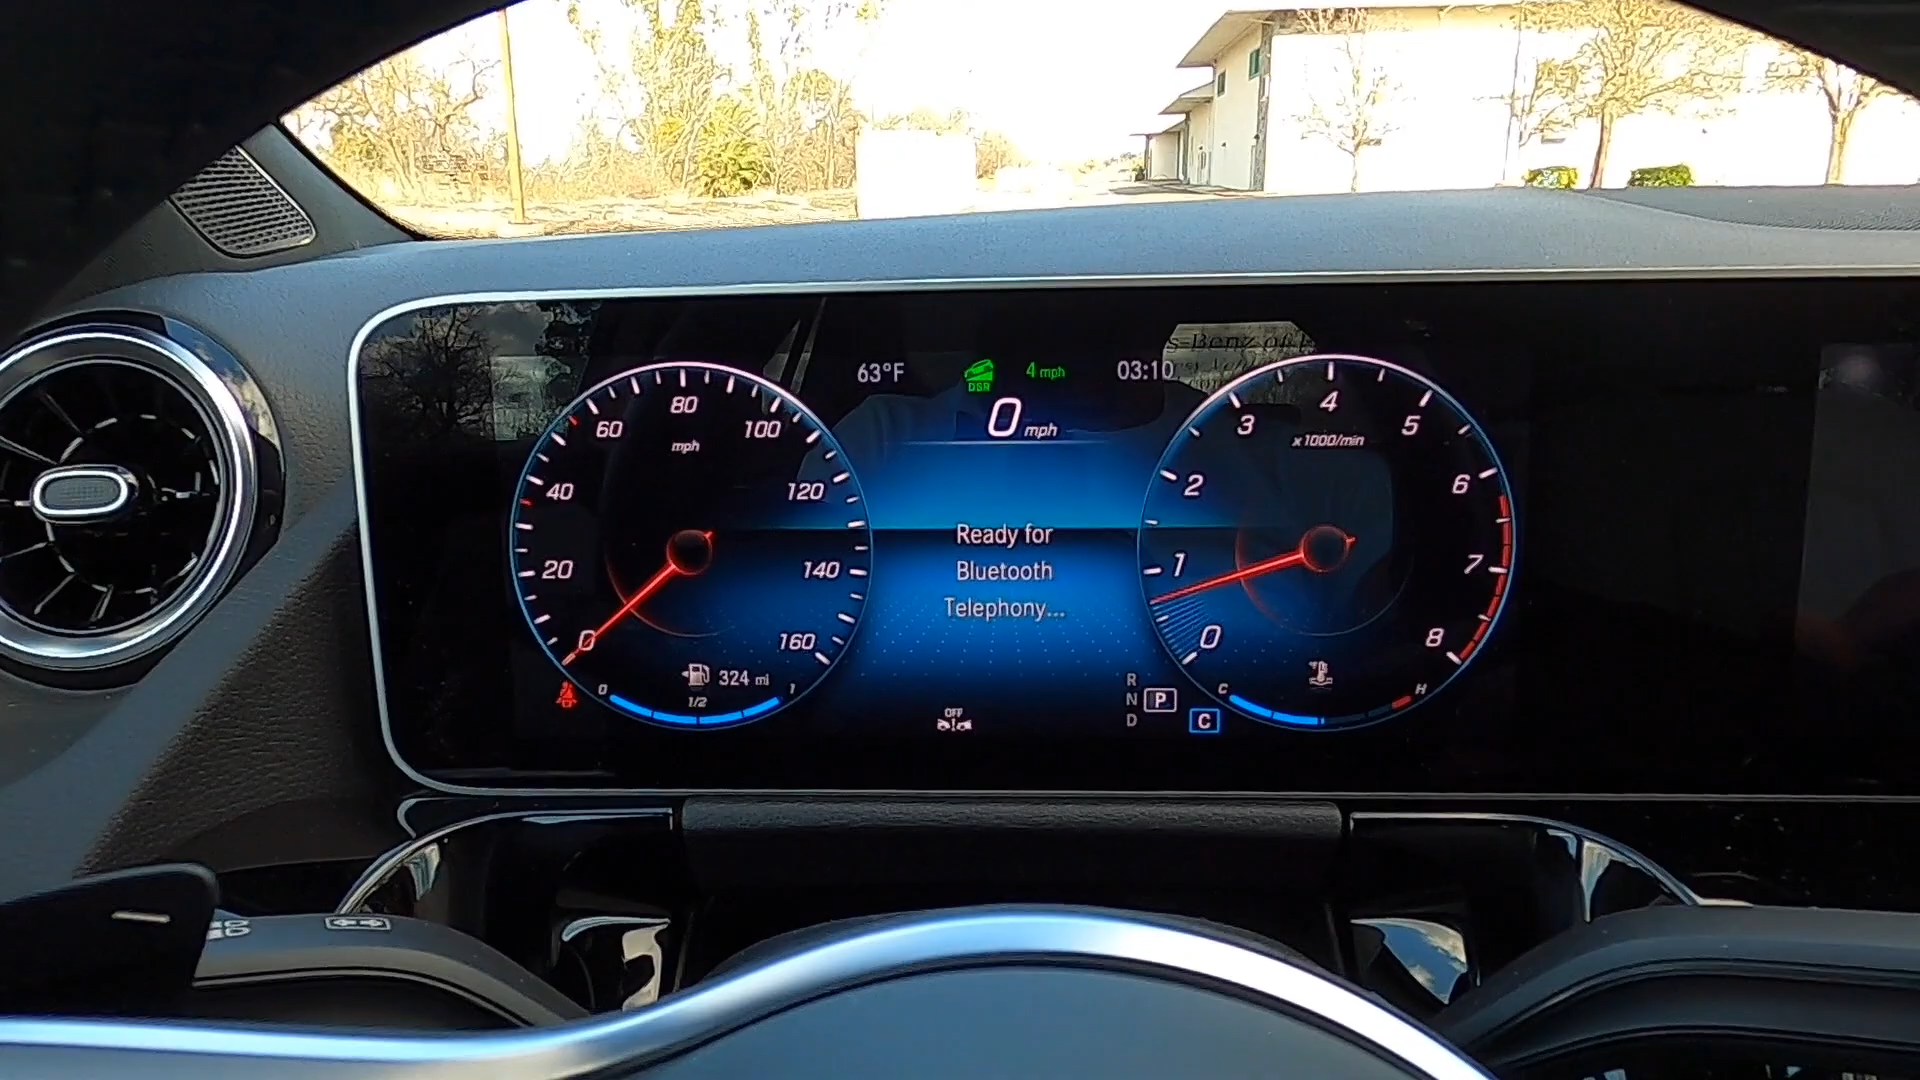 s-Benz of
63°F
DSR
4 mph
03:10
0 mph
80
60
100
mph
40
120
20
140
0
160
324 mi
0
1/2
1
Ready for
Bluetooth
Telephony...
OFF
R
N
D
P
C
4
3
5
x1000/min
2
6
1
7
0
8
C
H